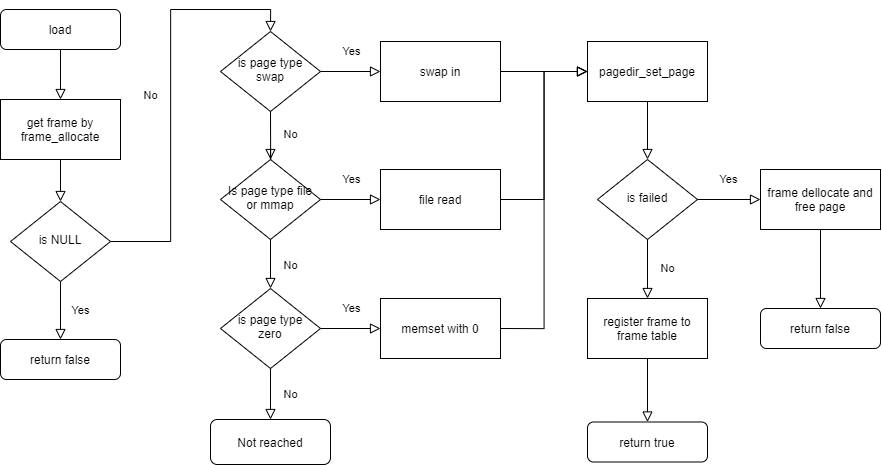 load
get frame by
frame_allocate
No
is NULL
Yes
return false
is page type
swap
Yes
swap in
No
Is page type file
or mmap
Yes
file read
No
is page type
zero
Yes
memset with 0
No
Not reached
pagedir_set_page
is failed
Yes
frame dellocate and
free page
return false
No
register frame to
frame table
return true